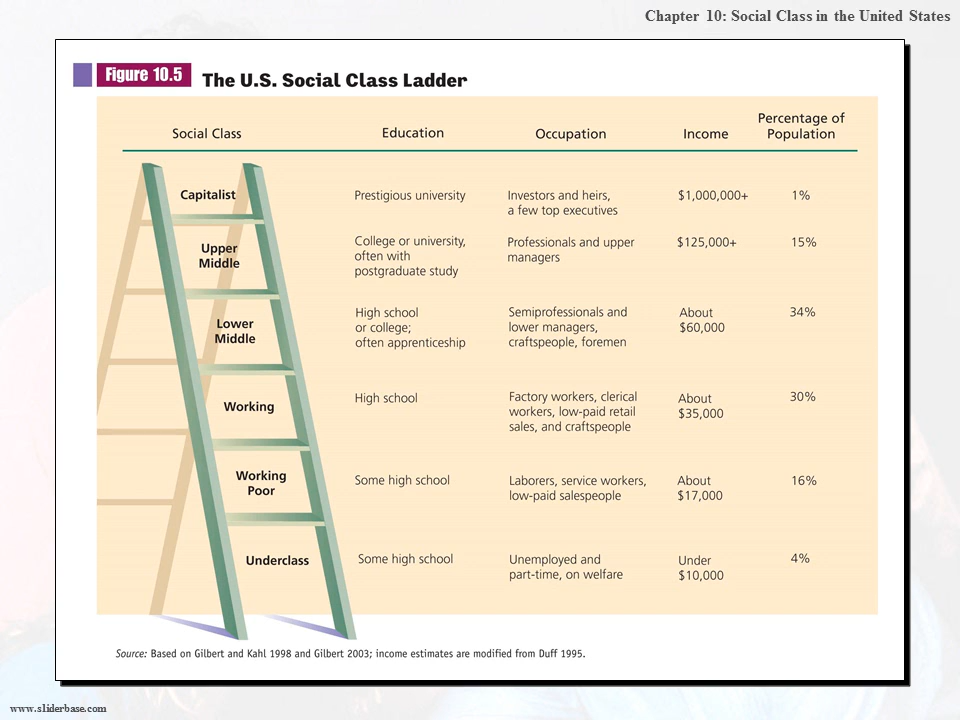 Chapter 10: Social Class in the United States
Figure 10.5 The U.S. Social Class Ladder
Percentage of
Social Class Education Occupation Income Population
Capitalist Prestigious university Investors and heirs, $1,000,000+ 1%
a few top executives
Upper College or university, Professionals and upper $125,000+ 15%
Middle often with managers
postgraduate study
Lower High school Semiprofessionals and About 34%
Middle or college; lower managers, $60,000
often apprenticeship craftspeople, foremen
Working High school Factory workers, clerical About 30%
workers, low-paid retail $35,000
sales, and craftspeople
Working Some high school Laborers, service workers, About 16%
Poor low-paid salespeople $17,000
Underclass Some high school Unemployed and Under 4%
part-time, on welfare $10,000
Source: Based on Gilbert and Kahl 1998 and Gilbert 2003; income estimates are modified from Duff 1995.
www.sliderbase.com